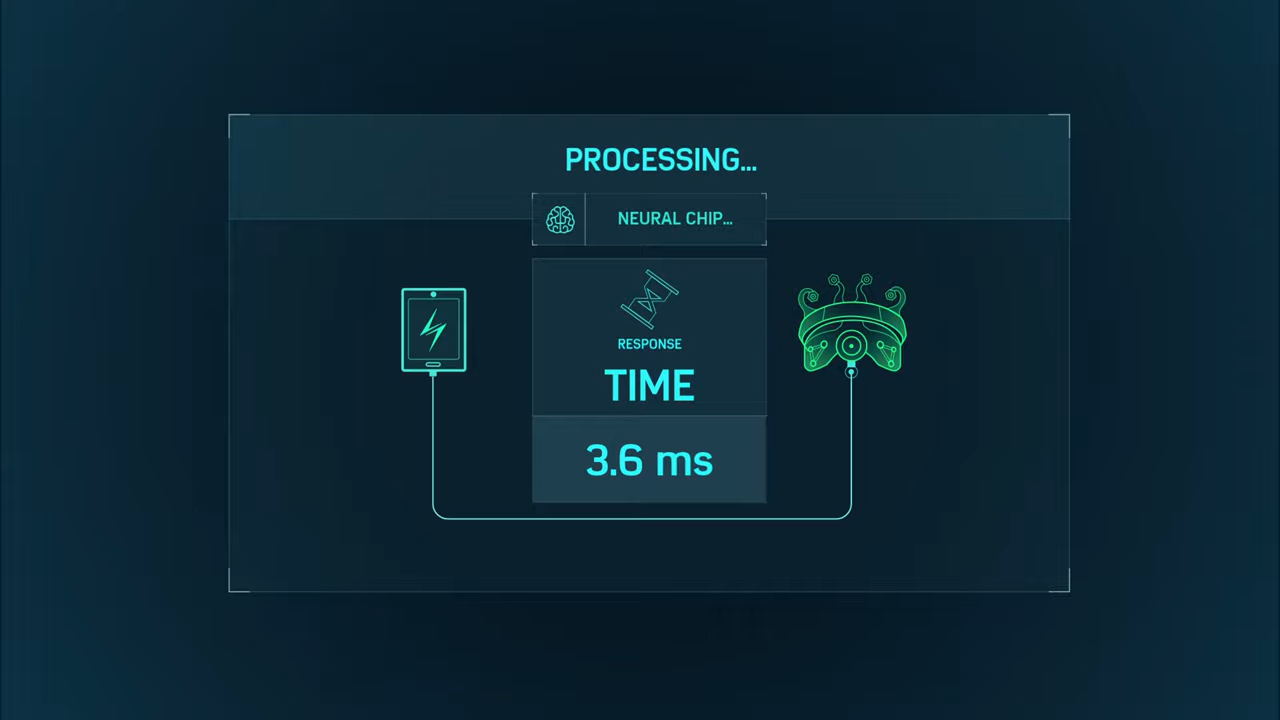 PROCESSING...
NEURAL CHIP...
RESPONSE
TIME
3.6 ms